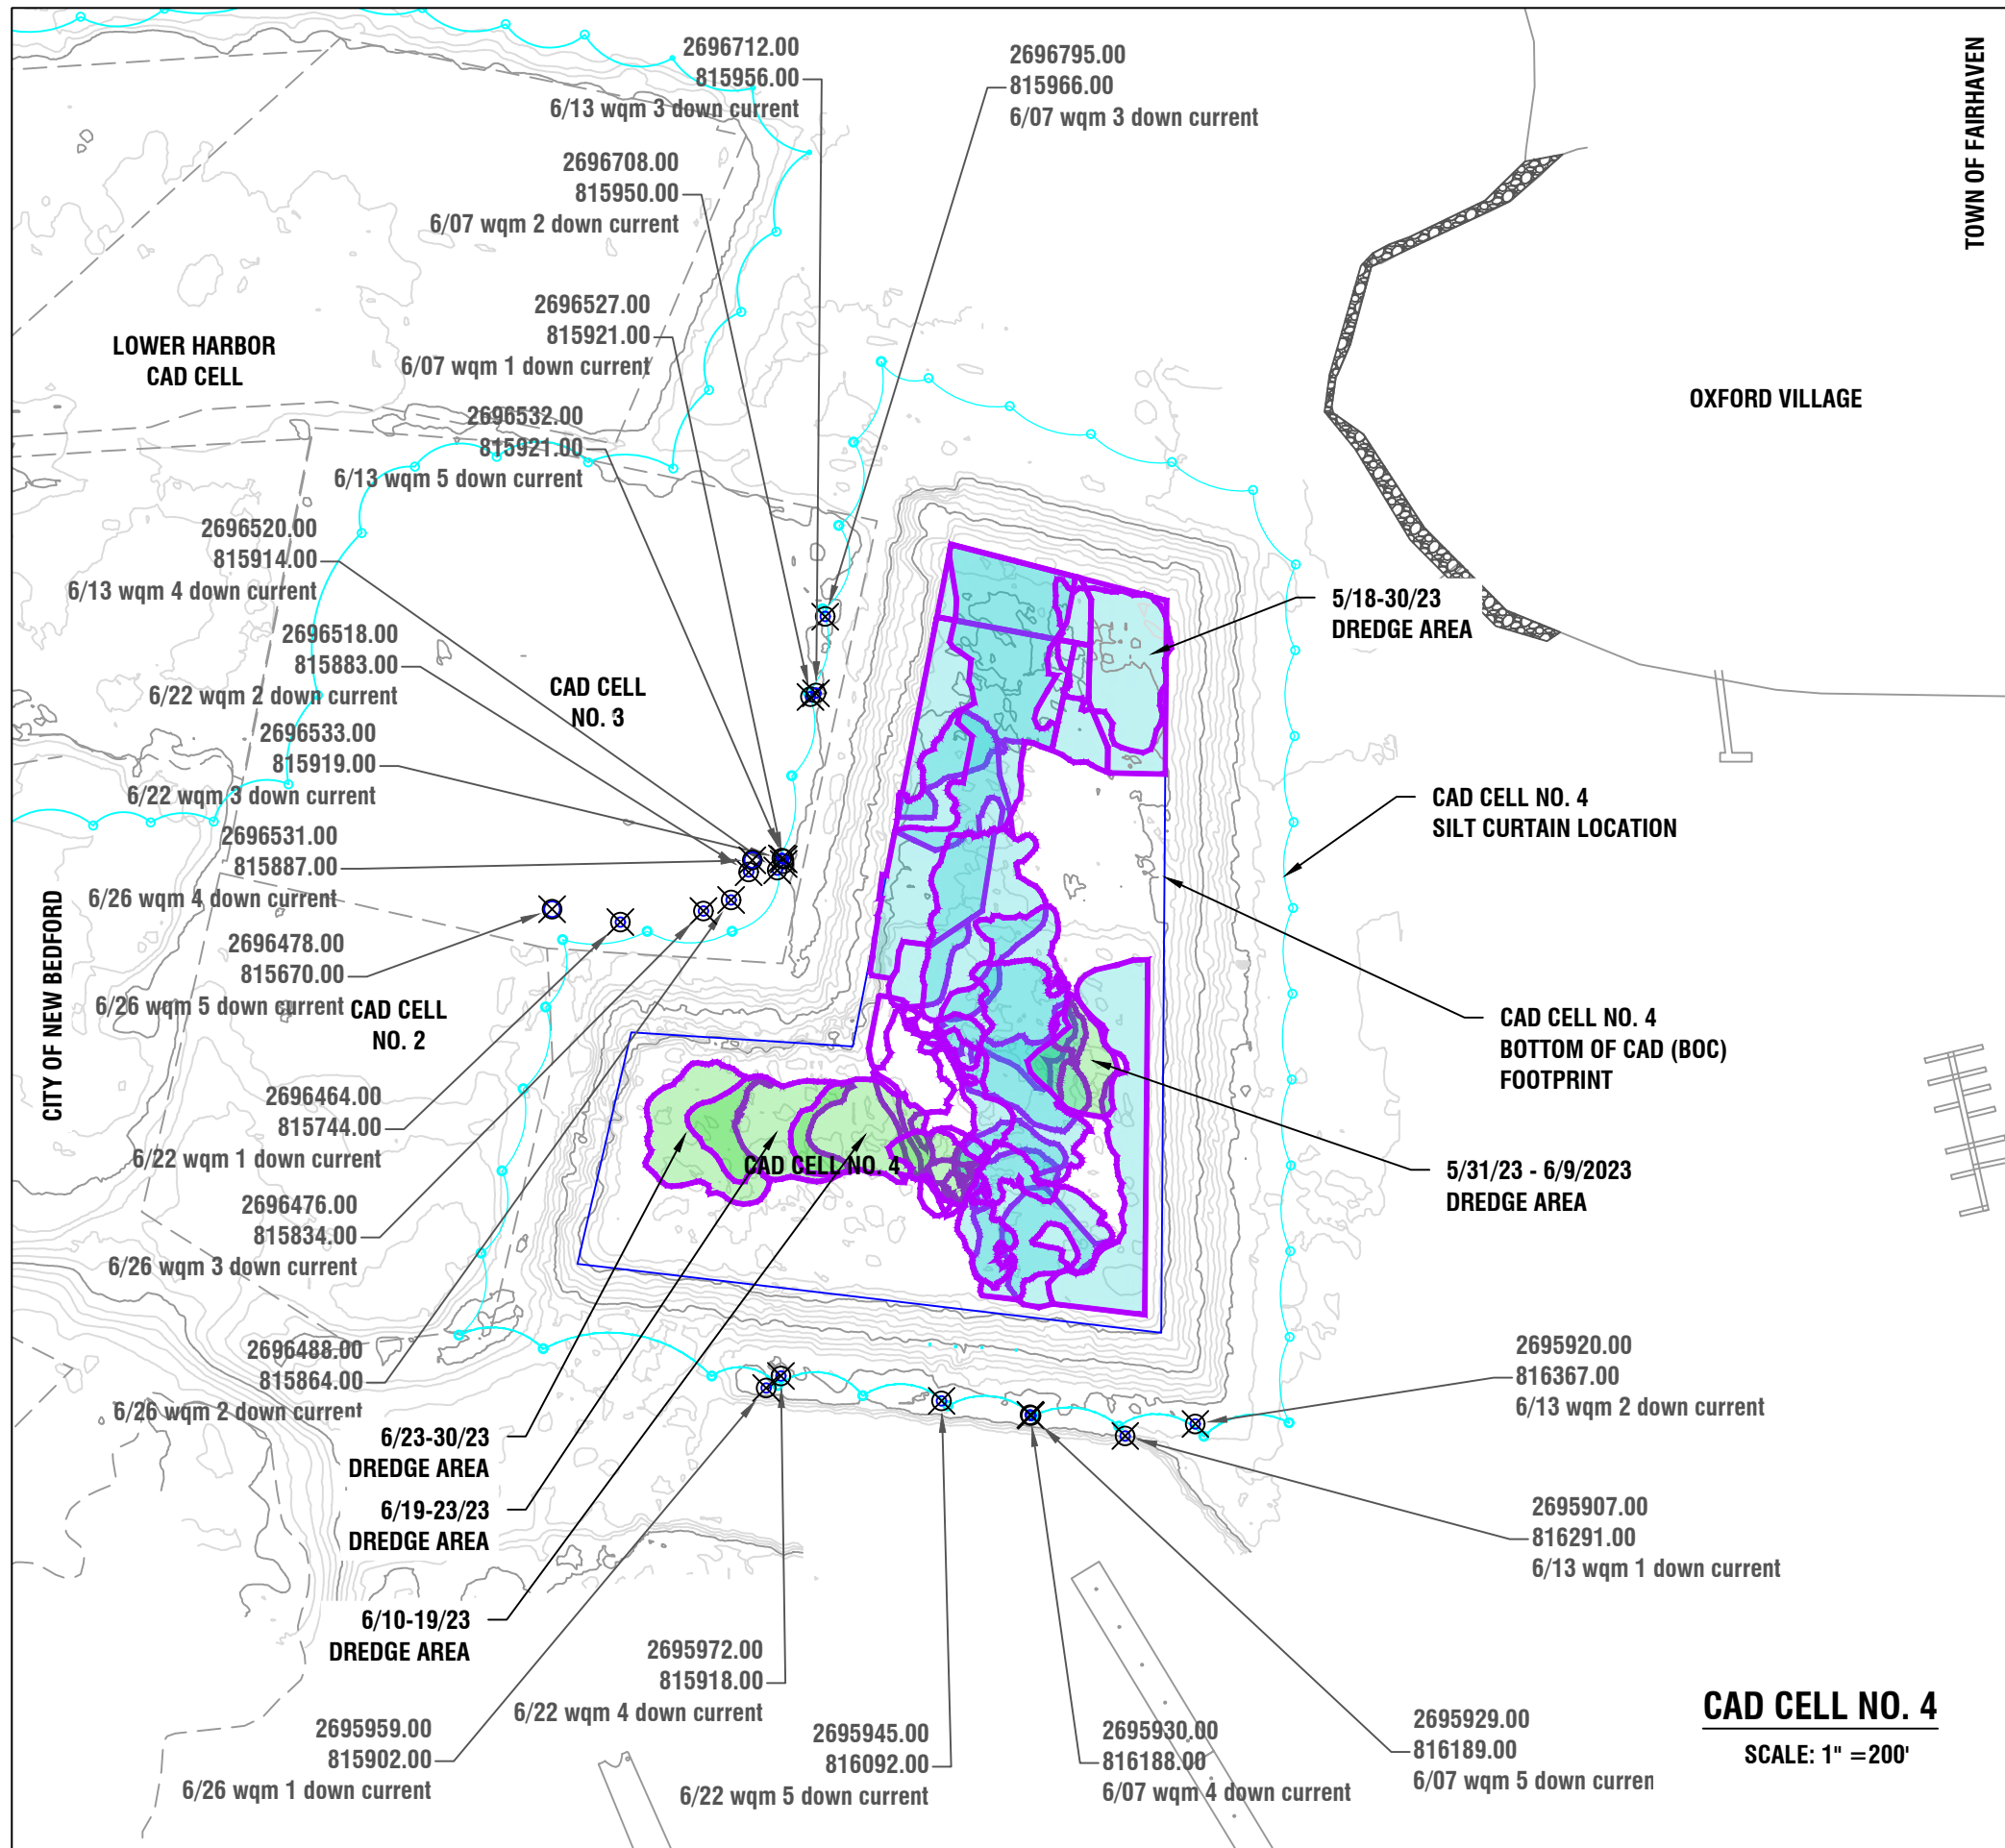 2696712.00
815956.00
6/13 wqm 3 down current
2696795.00
815966.00
6/07 wqm 3 down current
TOWN OF FAIRHAVEN
2696708.00
815950.00
6/07 wqm 2 down current
2696527.00
815921.00
6/07 wqm 1 down current
LOWER HARBOR
CAD CELL
OXFORD VILLAGE
2696532.00
815921.00
6/13 wqm 5 down current
2696520.00
815914.00
6/13 wqm 4 down current
5/18-30/23
DREDGE AREA
2696518.00
815883.00
6/22 wqm 2 down current
CAD CELL
NO. 3
2696533.00
815919.00
6/22 wqm 3 down current
CAD CELL NO. 4
SILT CURTAIN LOCATION
2696531.00
815887.00
6/26 wqm 4 down current
CITY OF NEW BEDFORD
2696478.00
815670.00
6/26 wqm 5 down current
CAD CELL
NO. 2
CAD CELL NO. 4
BOTTOM OF CAD (BOC)
FOOTPRINT
2696464.00
815744.00
6/22 wqm 1 down current
CAD CELL NO. 4
5/31/23 - 6/9/2023
DREDGE AREA
2696476.00
815834.00
6/26 wqm 3 down current
2696488.00
815864.00
6/26 wqm 2 down current
2695920.00
816367.00
6/13 wqm 2 down current
6/23-30/23
DREDGE AREA
6/19-23/23
DREDGE AREA
2695907.00
816291.00
6/13 wqm 1 down current
6/10-19/23
DREDGE AREA
2695972.00
815918.00
6/22 wqm 4 down current
2695959.00
815902.00
6/26 wqm 1 down current
2695945.00
816092.00
6/22 wqm 5 down current
2695930.00
816188.00
6/07 wqm 4 down current
2695929.00
816189.00
6/07 wqm 5 down curren
CAD CELL NO. 4
SCALE: 1" =200'